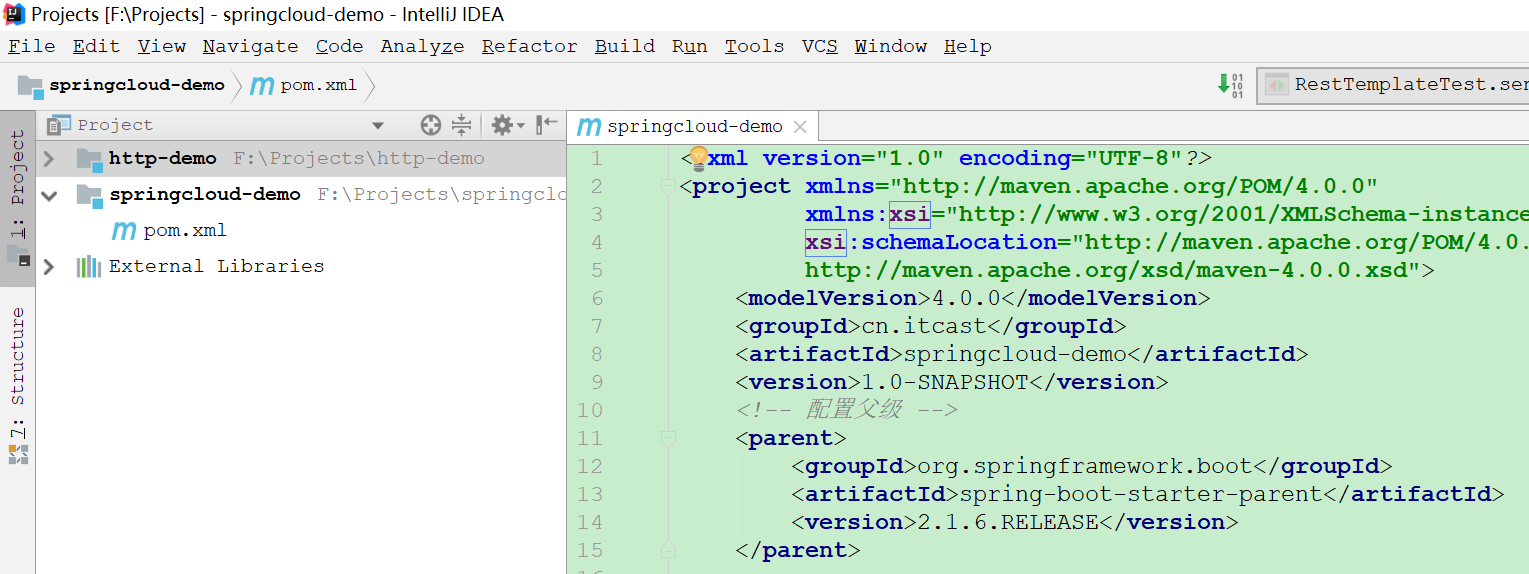 Projects [F:\Projects] - springcloud-demo - IntelliJ IDEA
File Edit View Navigate Code Analyze Refactor Build Run Tools VCS Window Help
springcloud-demo pom.xml
RestTemplateTest.ser
1: Project
7: Structure
Project
http-demo F:\Projects\http-demo
springcloud-demo F:\Projects\springclo
pom.xml
External Libraries
springcloud-demo
1 <?xml version="1.0" encoding="UTF-8"?>
2 <project xmlns="http://maven.apache.org/POM/4.0.0"
3 xmlns:xsi="http://www.w3.org/2001/XMLSchema-instance
4 xsi:schemaLocation="http://maven.apache.org/POM/4.0.
5 http://maven.apache.org/xsd/maven-4.0.0.xsd">
6 <modelVersion>4.0.0</modelVersion>
7 <groupId>cn.itcast</groupId>
8 <artifactId>springcloud-demo</artifactId>
9 <version>1.0-SNAPSHOT</version>
10 <!-- 配置父级 -->
11 <parent>
12 <groupId>org.springframework.boot</groupId>
13 <artifactId>spring-boot-starter-parent</artifactId>
14 <version>2.1.6.RELEASE</version>
15 </parent>